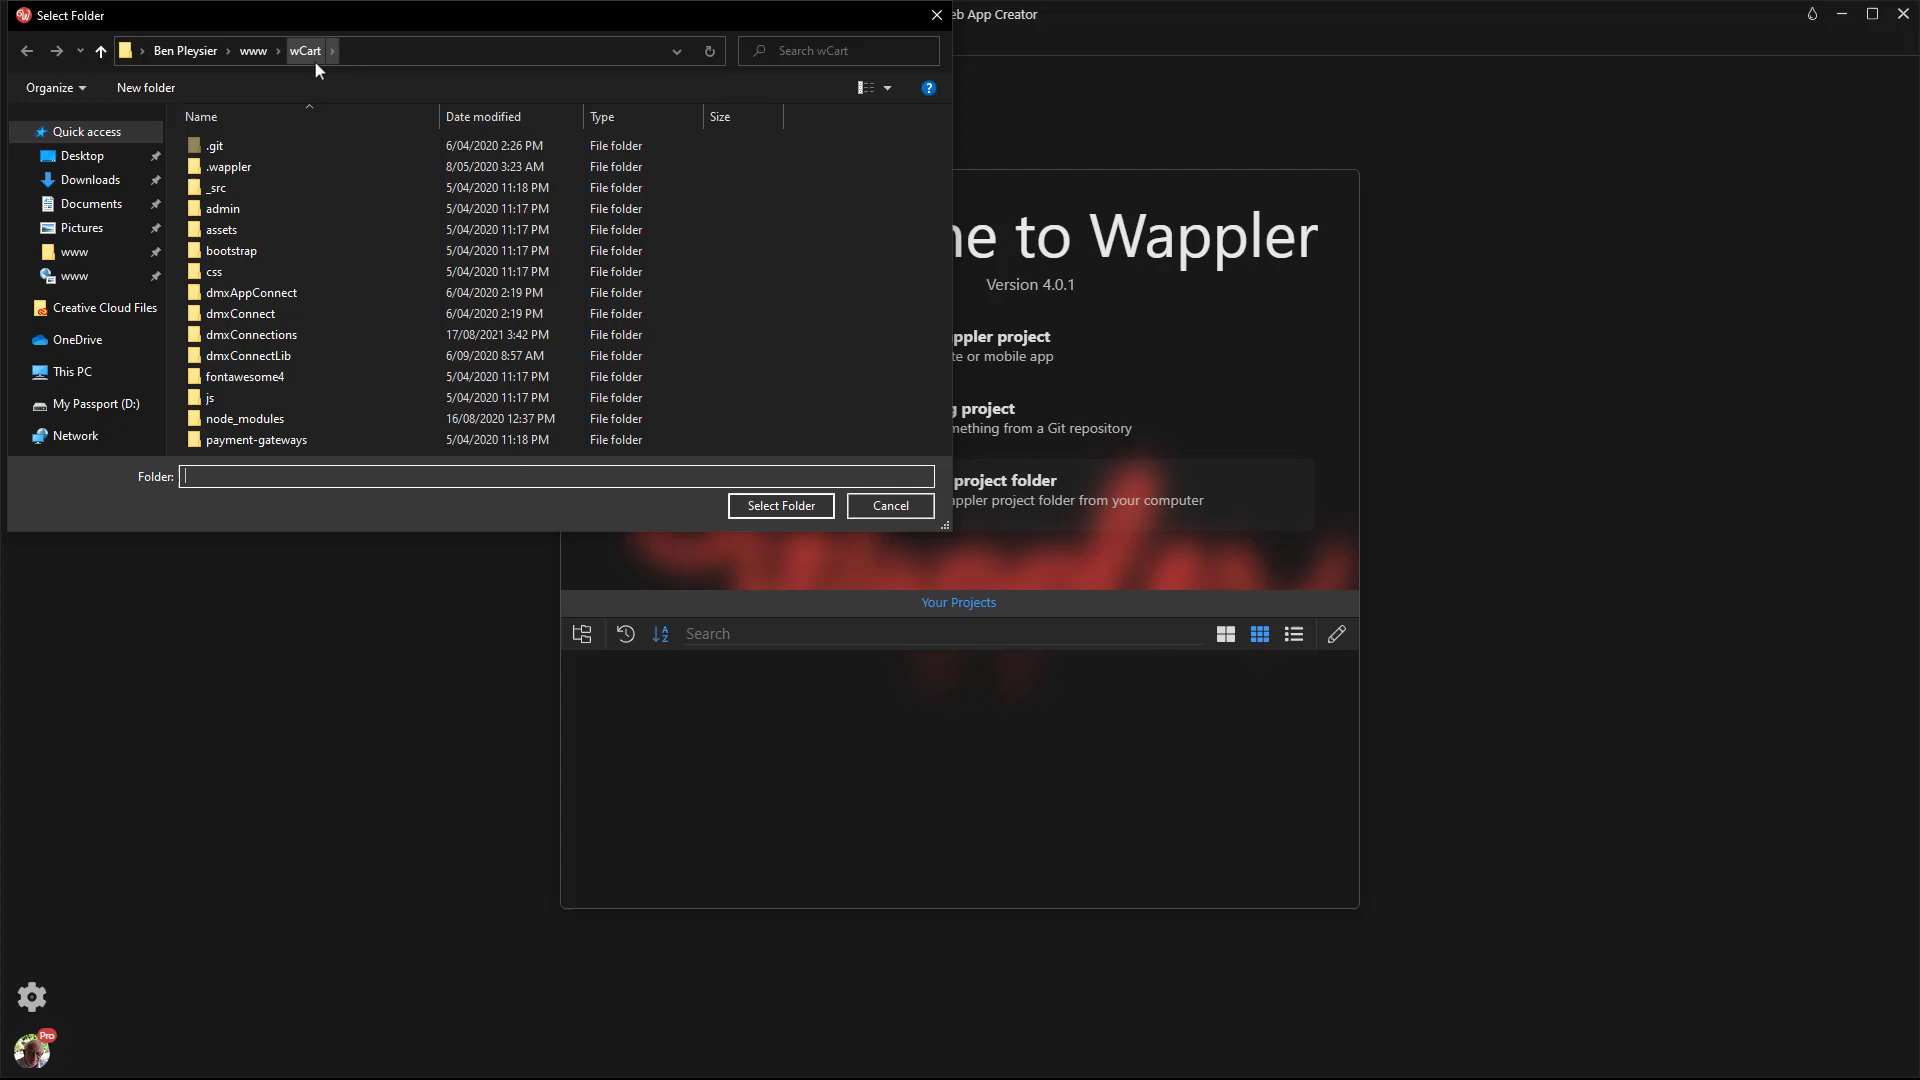 Select Folder
eb App Creator
Ben Pleysier
www
wCart
Search wCart
Organize
New folder
Name
Date modified
Type
Size
Quick access
Desktop
Downloads
Documents
Pictures
www
www
Creative Cloud Files
OneDrive
This PC
My Passport (D:)
Network
.git 6/04/2020 2:26 PM File folder
.wappler 8/05/2020 3:23 AM File folder
_src 5/04/2020 11:18 PM File folder
admin 5/04/2020 11:17 PM File folder
assets 5/04/2020 11:17 PM File folder
bootstrap 5/04/2020 11:17 PM File folder
css 5/04/2020 11:17 PM File folder
dmxAppConnect 6/04/2020 2:19 PM File folder
dmxConnect 6/04/2020 2:19 PM File folder
dmxConnections 17/08/2021 3:42 PM File folder
dmxConnectLib 6/09/2020 8:57 AM File folder
fontawesome4 5/04/2020 11:17 PM File folder
js 5/04/2020 11:17 PM File folder
node_modules 16/08/2020 12:37 PM File folder
payment-gateways 5/04/2020 11:18 PM File folder
Folder:
Select Folder
Cancel
ne to Wappler
Version 4.0.1
ppler project
te or mobile app
g project
mething from a Git repository
project folder
appler project folder from your computer
Your Projects
Search
Pro